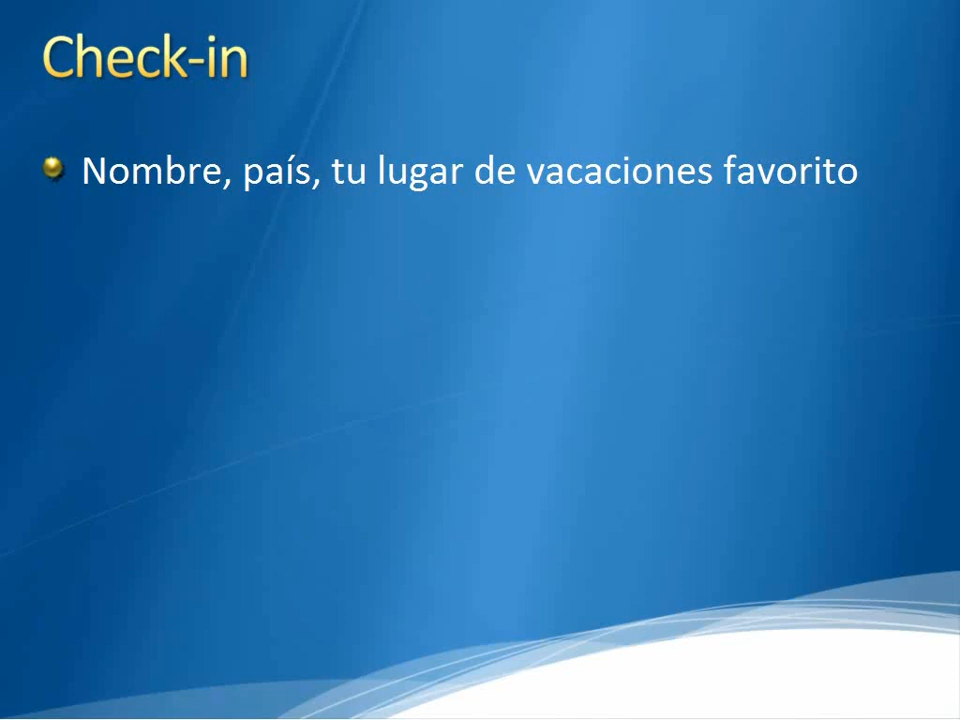 Check-in
Nombre, país, tu lugar de vacaciones favorito